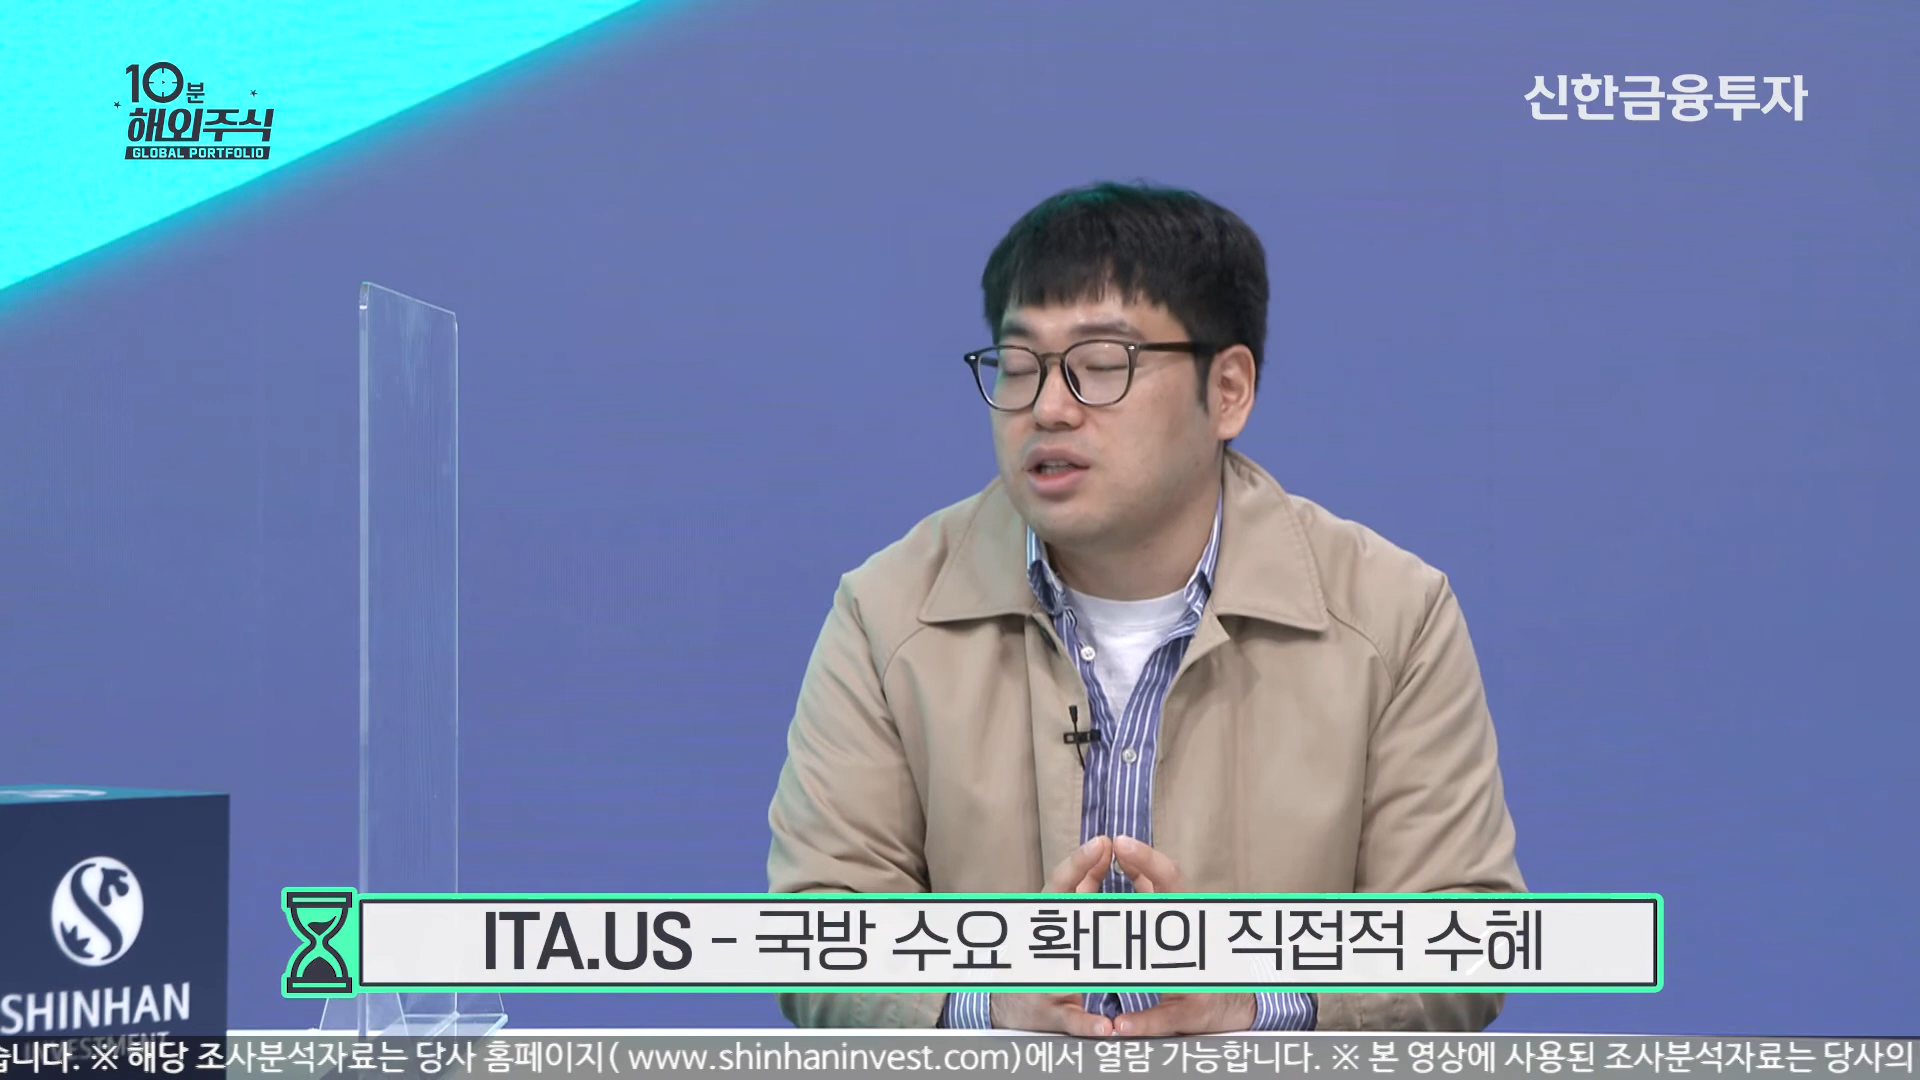 10분
해외주식
GLOBAL PORTFOLIO
신한금융투자
ITA.US - 국방 수요 확대의 직접적 수혜
SHINHAN
INVESTMENT
습니다. ※ 해당 조사분석자료는 당사 홈페이지( www.shinhaninvest.com)에서 열람 가능합니다. ※ 본 영상에 사용된 조사분석자료는 당사의